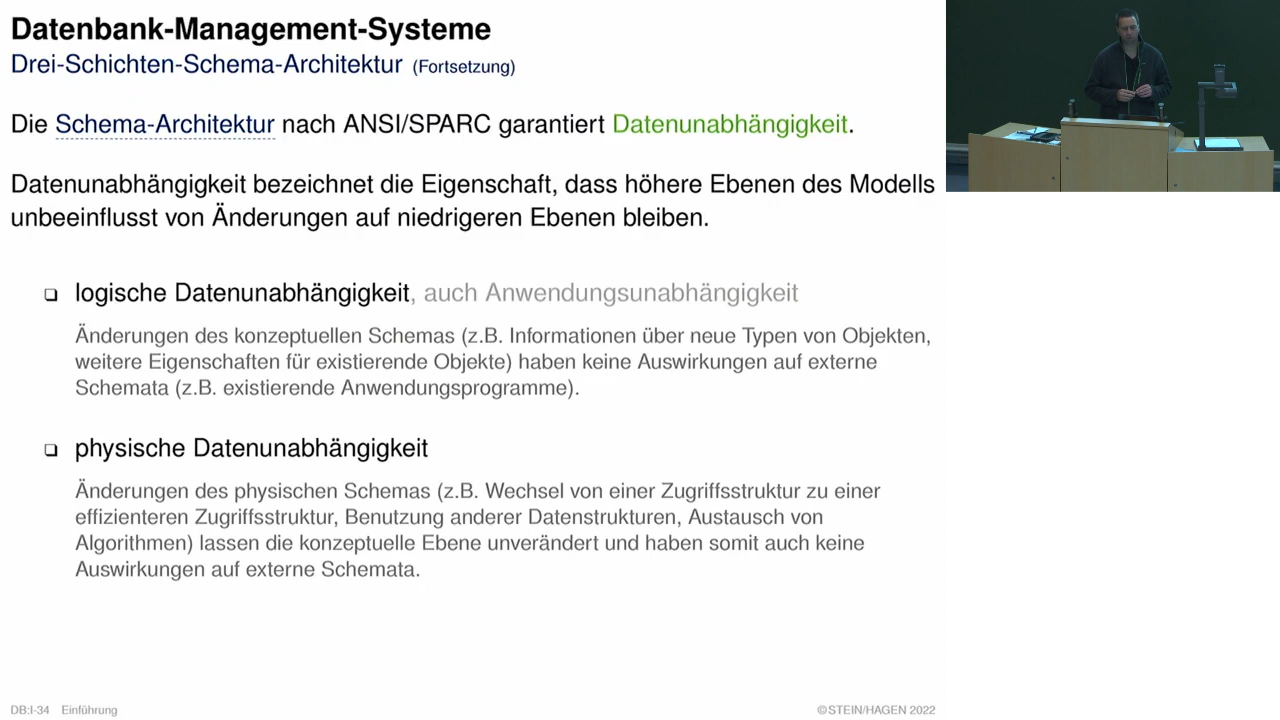 Datenbank-Management-Systeme
Drei-Schichten-Schema-Architektur (Fortsetzung)
Die Schema-Architektur nach ANSI/SPARC garantiert Datenunabhängigkeit.
Datenunabhängigkeit bezeichnet die Eigenschaft, dass höhere Ebenen des Modells
unbeeinflusst von Änderungen auf niedrigeren Ebenen bleiben.
❑ logische Datenunabhängigkeit, auch Anwendungsunabhängigkeit
Änderungen des konzeptuellen Schemas (z.B. Informationen über neue Typen von Objekten,
weitere Eigenschaften für existierende Objekte) haben keine Auswirkungen auf externe
Schemata (z.B. existierende Anwendungsprogramme).
❑ physische Datenunabhängigkeit
Änderungen des physischen Schemas (z.B. Wechsel von einer Zugriffsstruktur zu einer
effizienteren Zugriffsstruktur, Benutzung anderer Datenstrukturen, Austausch von
Algorithmen) lassen die konzeptuelle Ebene unverändert und haben somit auch keine
Auswirkungen auf externe Schemata.
DB:I-34 Einführung
©STEIN/HAGEN 2022